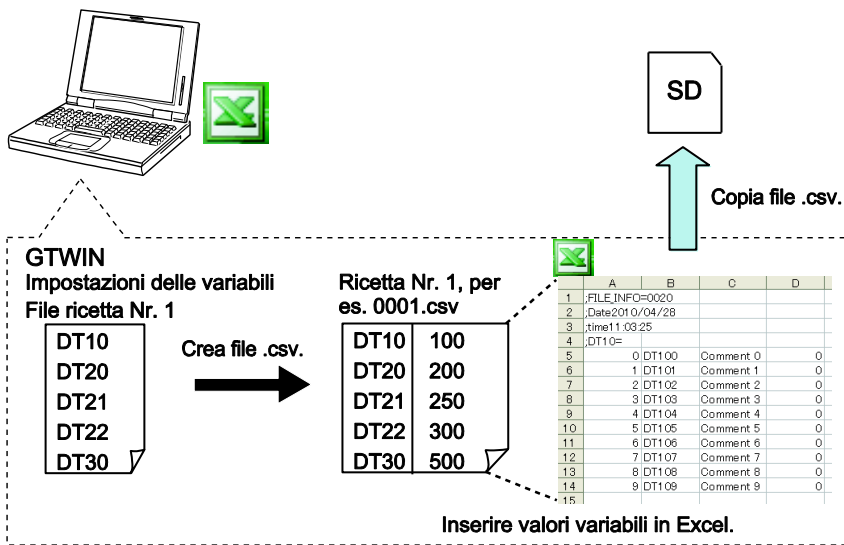 SD
Copia file .csv.
GTWIN
Impostazioni delle variabili
File ricetta Nr. 1
DT10
DT20
DT21
DT22
DT30
Crea file .csv.
Ricetta Nr. 1, per
es. 0001.csv
DT10 100
DT20 200
DT21 250
DT22 300
DT30 500
A B C D
1 ;FILE_INFO=0020
2 ;Date2010/04/28
3 ;time11:03:25
4 ;DT10=
5 0 DT100 Comment 0 0
6 1 DT101 Comment 1 0
7 2 DT102 Comment 2 0
8 3 DT103 Comment 3 0
9 4 DT104 Comment 4 0
10 5 DT105 Comment 5 0
11 6 DT106 Comment 6 0
12 7 DT107 Comment 7 0
13 8 DT108 Comment 8 0
14 9 DT109 Comment 9 0
15
Inserire valori variabili in Excel.